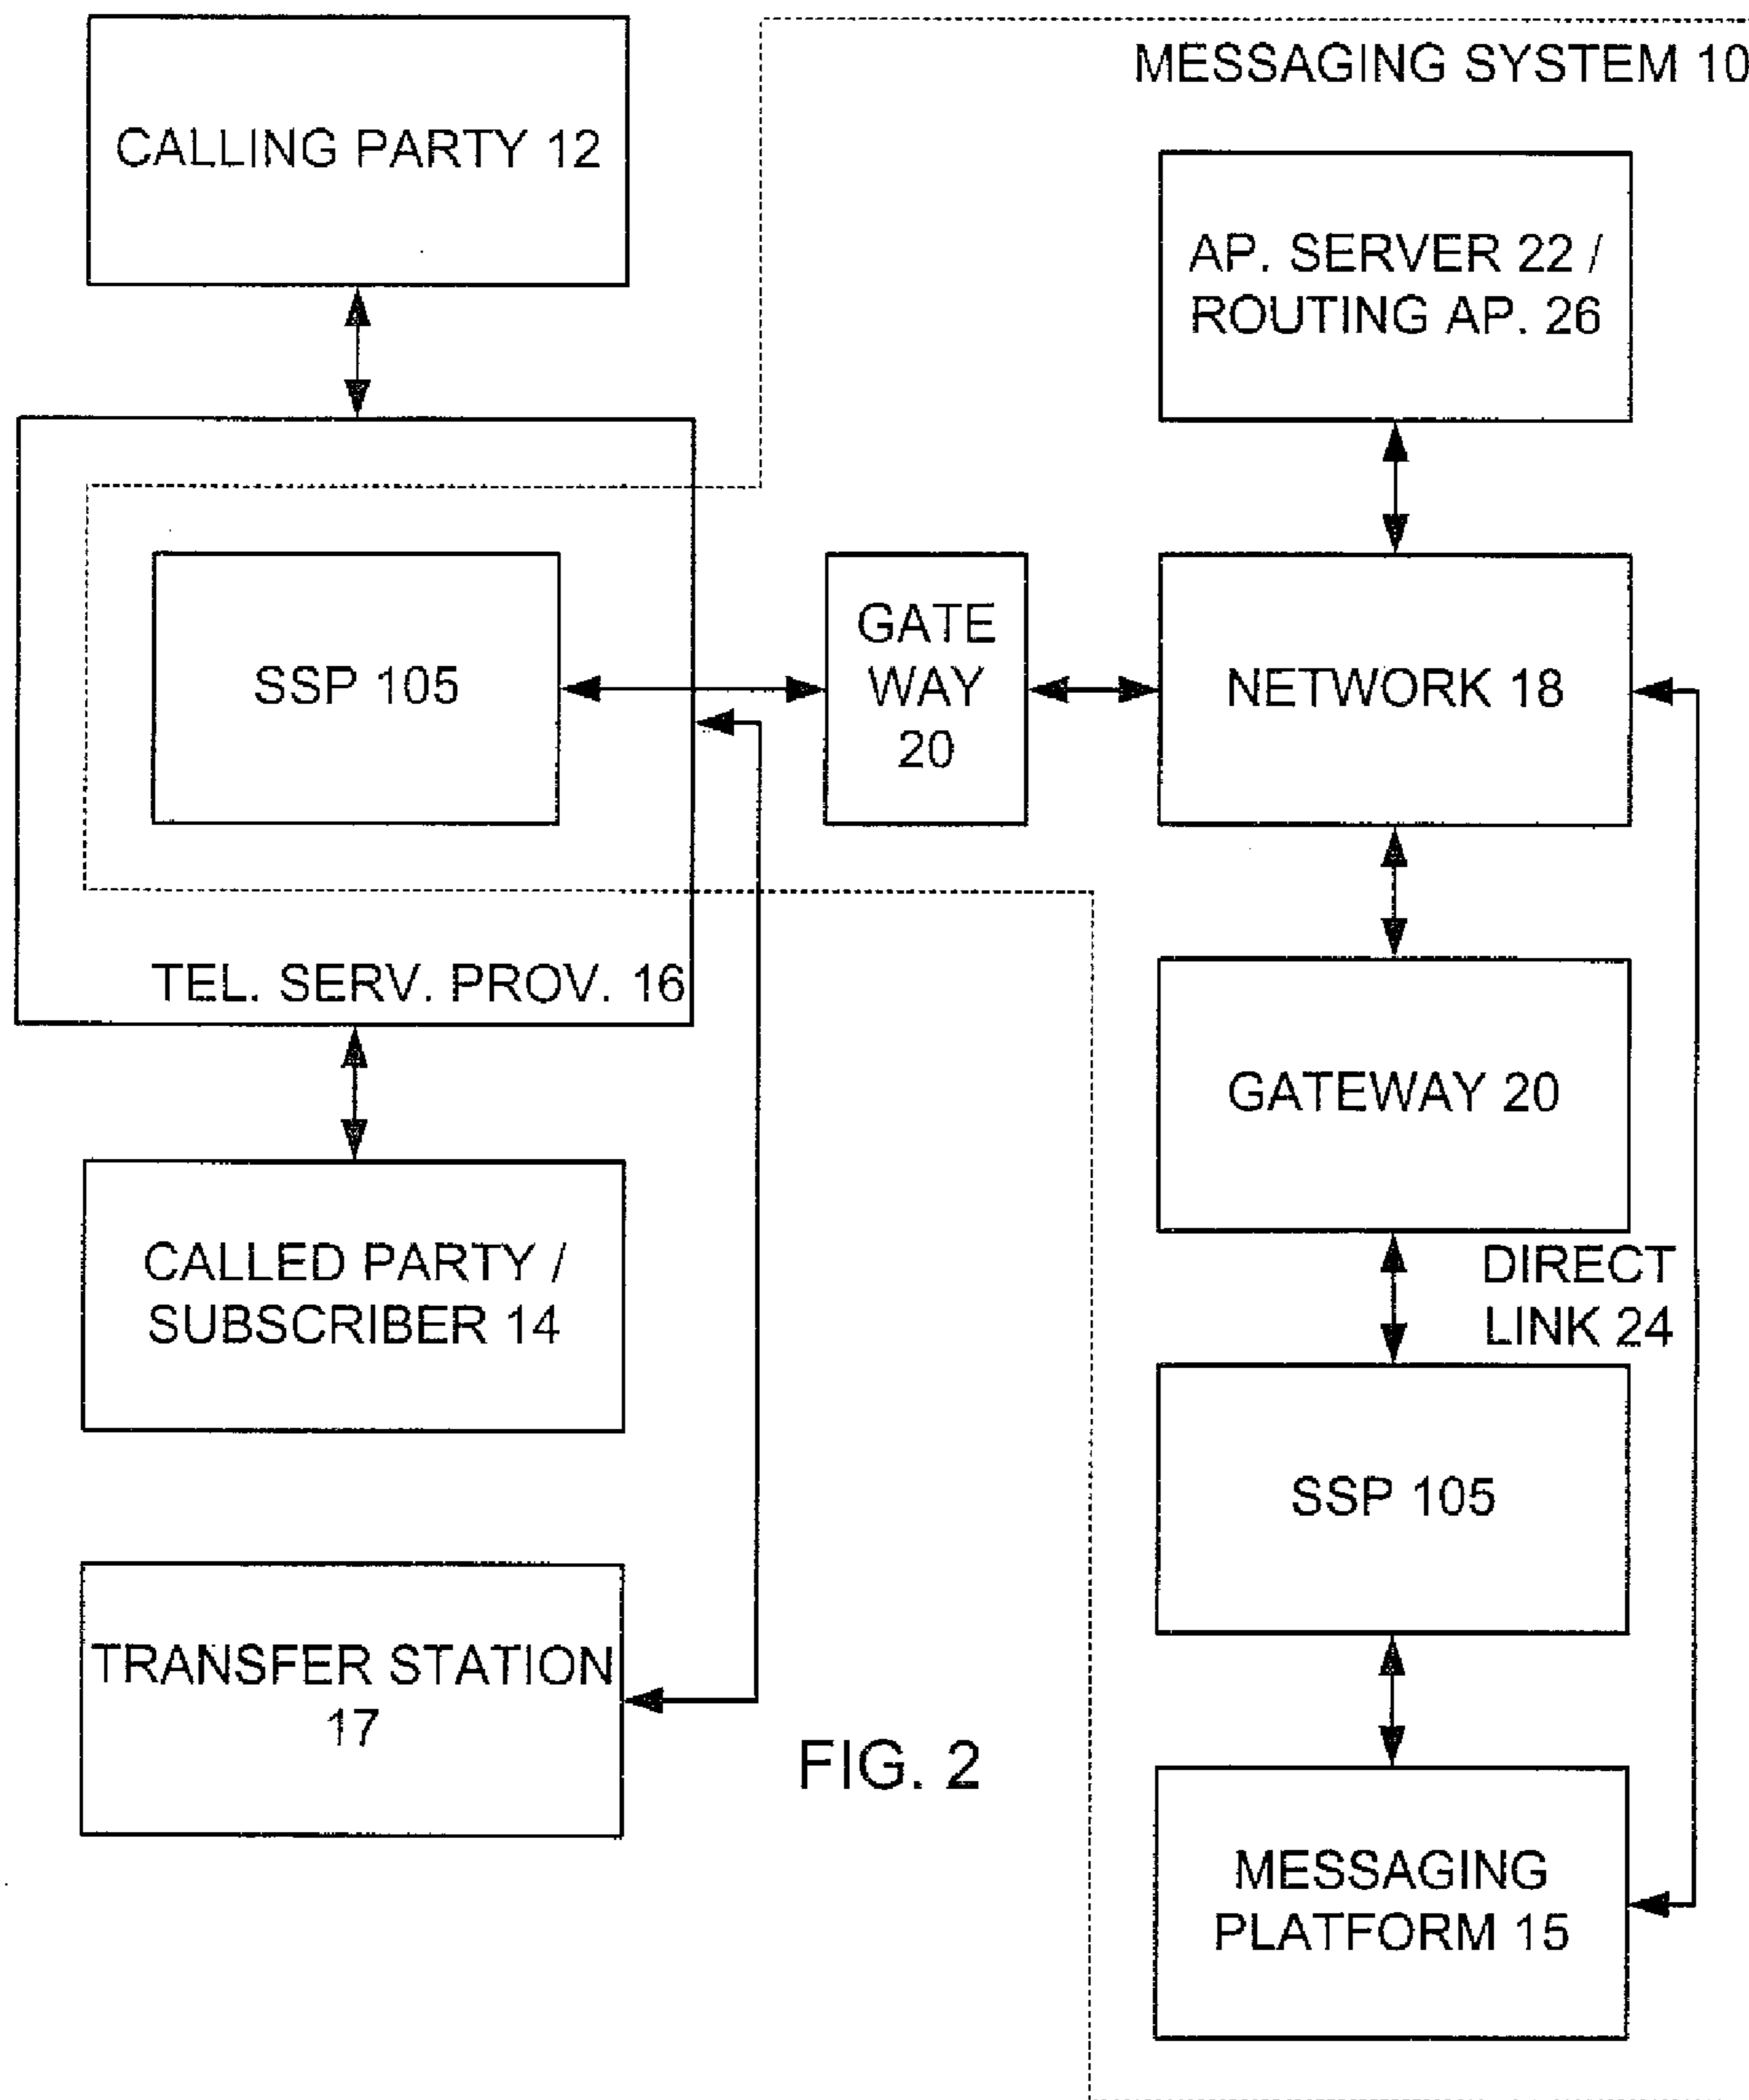 MESSAGING SYSTEM 10
CALLING PARTY 12
AP. SERVER 22 /
ROUTING AP. 26
SSP 105
GATE
WAY
20
NETWORK 18
TEL. SERV. PROV. 16
GATEWAY 20
CALLED PARTY /
SUBSCRIBER 14
DIRECT
LINK 24
SSP 105
TRANSFER STATION
17
FIG. 2
MESSAGING
PLATFORM 15